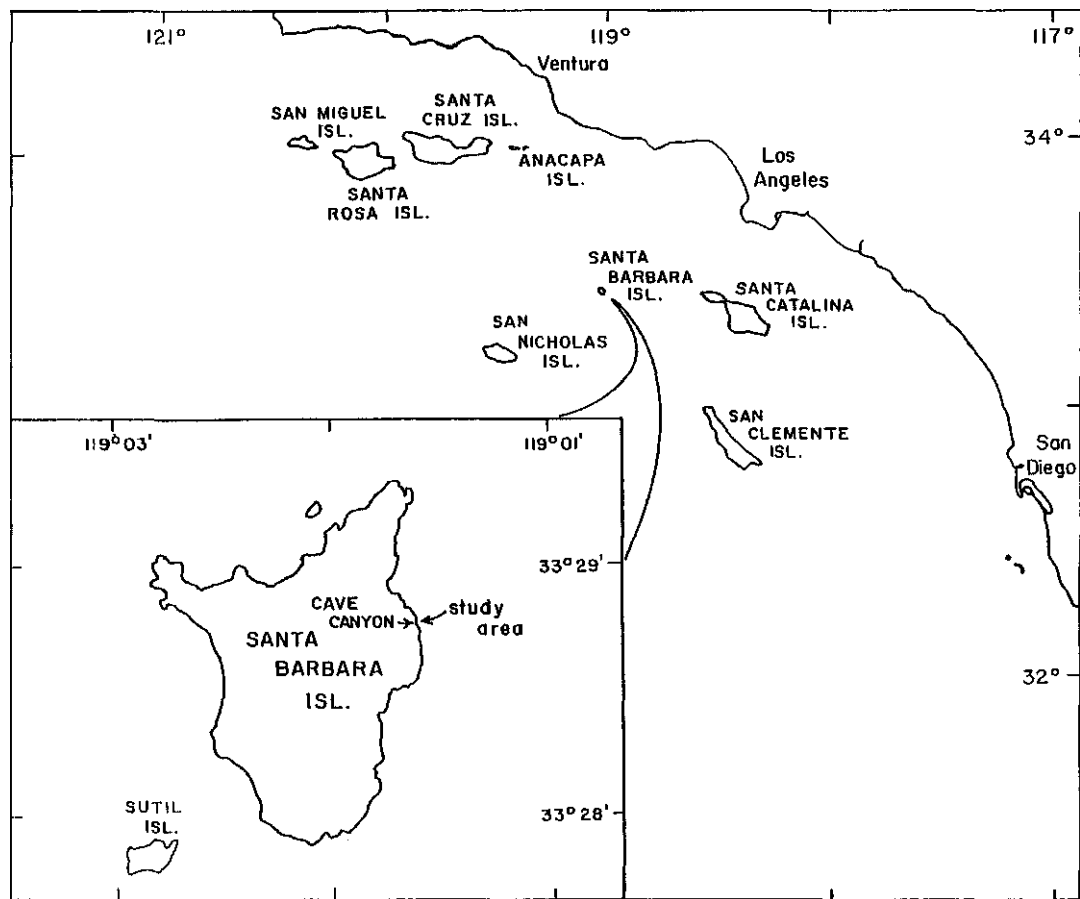 121°
119°
117°
Ventura
SAN MIGUEL
ISL.
SANTA
CRUZ ISL.
34°
ANACAPA
ISL.
Los
Angeles
SANTA
ROSA ISL.
SANTA
BARBARA
ISL.
SANTA
CATALINA
ISL.
SAN
NICHOLAS
ISL.
SAN
CLEMENTE
ISL.
San
Diego
32°
119°03'
119°01'
33°29'
CAVE
CANYON
study
area
SANTA
BARBARA
ISL.
SUTIL
ISL.
33°28'